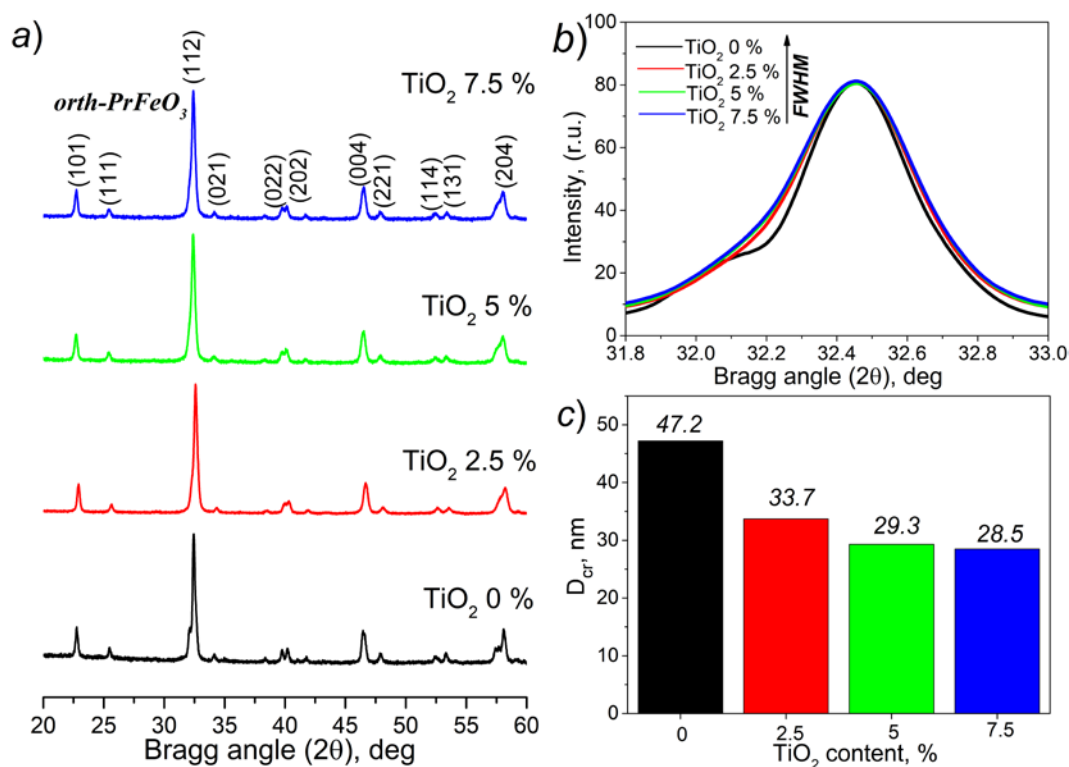 a)
orth-PrFeO3
(101)
(111)
(112)
(021)
(022)
(202)
(004)
(221)
(114)
(131)
(204)
TiO2 7.5 %
TiO2 5 %
TiO2 2.5 %
TiO2 0 %
20 25 30 35 40 45 50 55 60
Bragg angle (2θ), deg
b)
TiO2 0 %
TiO2 2.5 %
TiO2 5 %
TiO2 7.5 %
FWHM
Intensity, (r.u.)
100
80
60
40
20
0
31.8 32.0 32.2 32.4 32.6 32.8 33.0
Bragg angle (2θ), deg
c)
Dcr, nm
50
40
30
20
10
0
47.2
33.7
29.3
28.5
0 2.5 5 7.5
TiO2 content, %